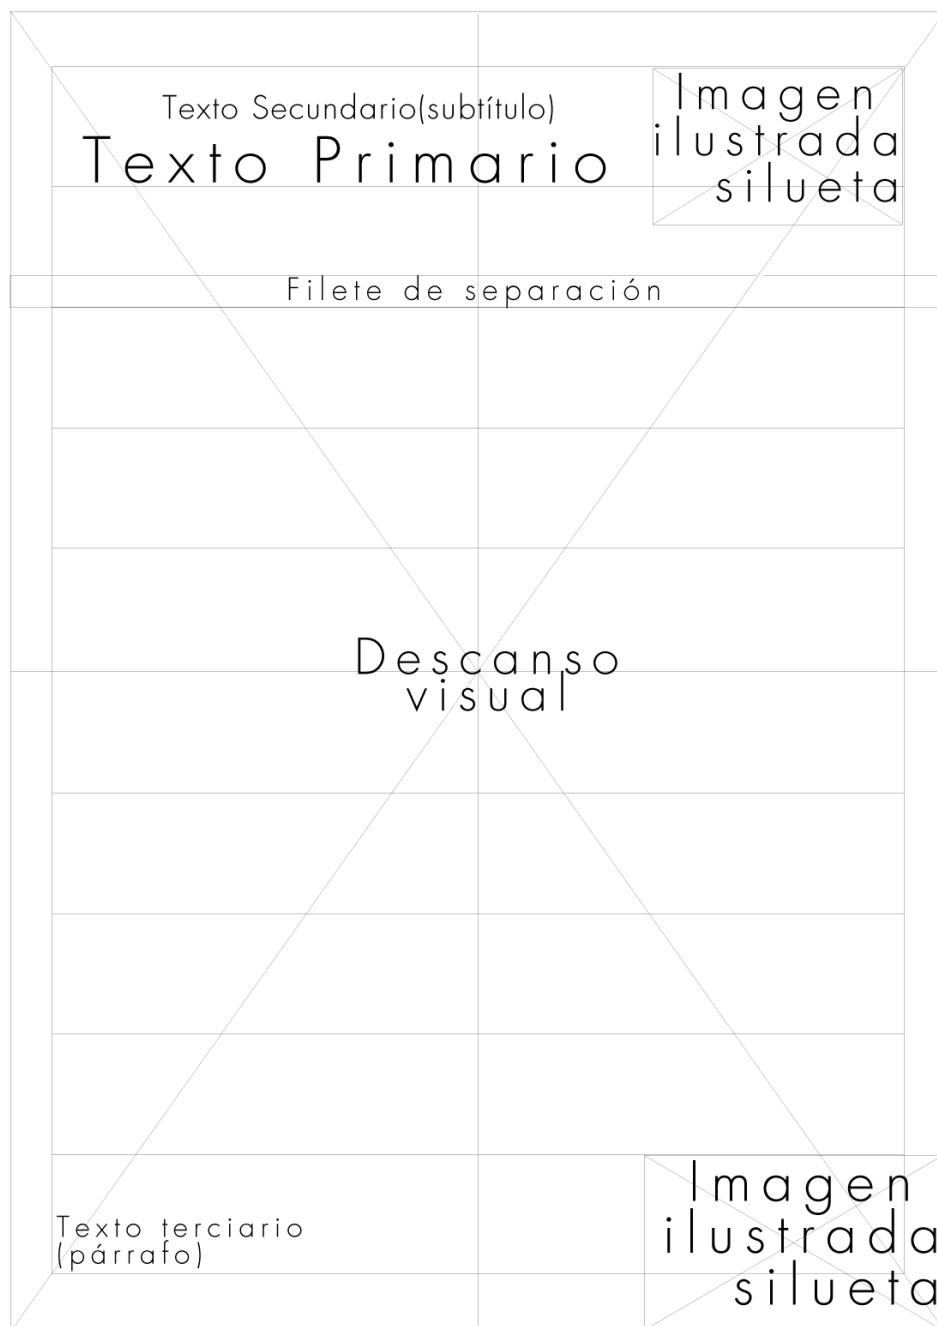 Texto Secundario(subtítulo)
Texto Primario
Imagen
ilustrada
silueta
Filete de separación
Descanso
visual
Texto terciario
(párrafo)
Imagen
ilustrada
silueta